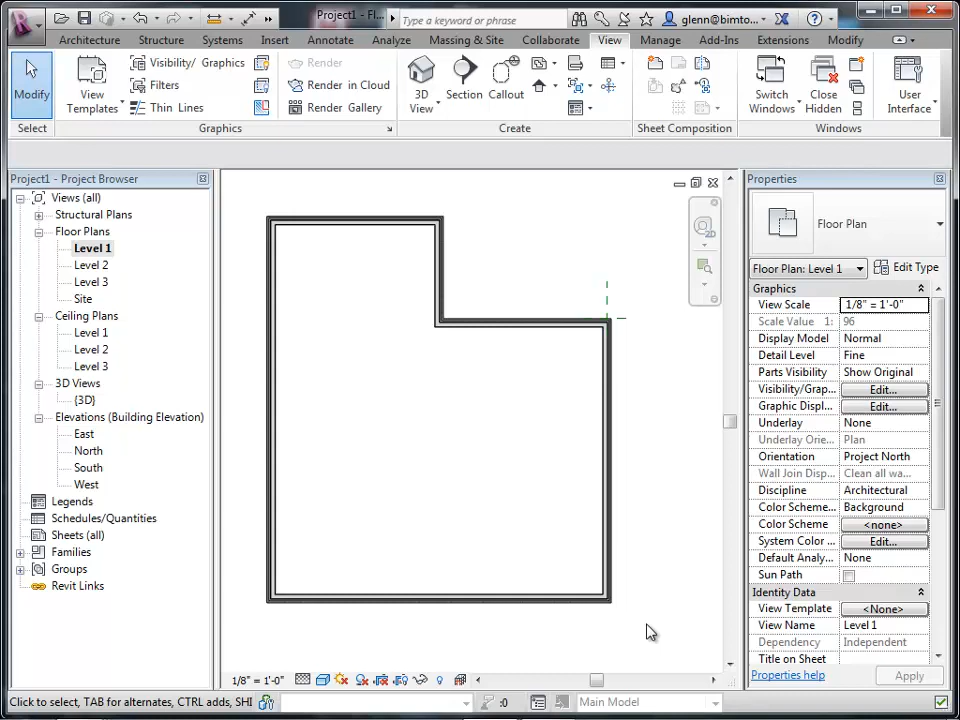 Project1 - Fl...
Type a keyword or phrase
glenn@bimto...
Architecture
Structure
Systems
Insert
Annotate
Analyze
Massing & Site
Collaborate
View
Manage
Add-Ins
Extensions
Modify
Modify
View
Templates
Visibility/ Graphics
Filters
Thin Lines
Render
Render in Cloud
Render Gallery
3D
View
Section
Callout
Switch
Windows
Close
Hidden
User
Interface
Select
Graphics
Create
Sheet Composition
Windows
Project1 - Project Browser
Views (all)
Structural Plans
Floor Plans
Level 1
Level 2
Level 3
Site
Ceiling Plans
Level 1
Level 2
Level 3
3D Views
{3D}
Elevations (Building Elevation)
East
North
South
West
Legends
Schedules/Quantities
Sheets (all)
Families
Groups
Revit Links
2D
Properties
Floor Plan
Floor Plan: Level 1
Edit Type
Graphics
View Scale 1/8" = 1'-0"
Scale Value 1: 96
Display Model Normal
Detail Level Fine
Parts Visibility Show Original
Visibility/Grap... Edit...
Graphic Displ... Edit...
Underlay None
Underlay Orie... Plan
Orientation Project North
Wall Join Disp... Clean all wa...
Discipline Architectural
Color Scheme... Background
Color Scheme <none>
System Color ... Edit...
Default Analy... None
Sun Path
Identity Data
View Template <None>
View Name Level 1
Dependency Independent
Title on Sheet
Properties help
Apply
1/8" = 1'-0"
Click to select, TAB for alternates, CTRL adds, SHI
:0
Main Model